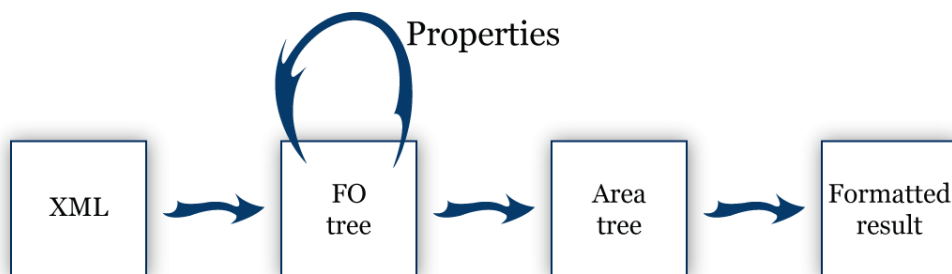 Properties
XML
FO
tree
Area
tree
Formatted
result